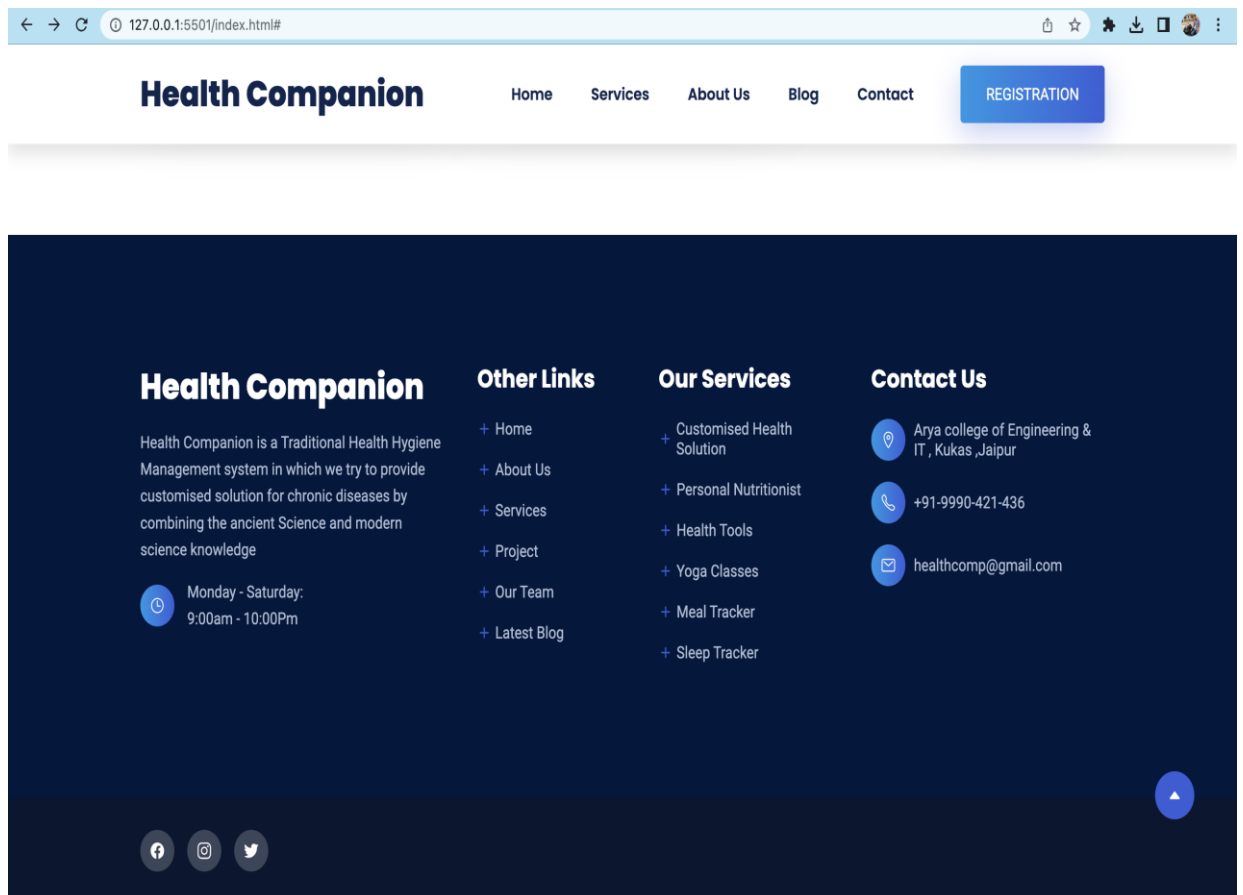 127.0.0.1:5501/index.html#
Health Companion
Home
Services
About Us
Blog
Contact
REGISTRATION
Health Companion
Health Companion is a Traditional Health Hygiene
Management system in which we try to provide
customised solution for chronic diseases by
combining the ancient Science and modern
science knowledge
Monday - Saturday:
9:00am - 10:00Pm
Other Links
+ Home
+ About Us
+ Services
+ Project
+ Our Team
+ Latest Blog
Our Services
+ Customised Health
Solution
+ Personal Nutritionist
+ Health Tools
+ Yoga Classes
+ Meal Tracker
+ Sleep Tracker
Contact Us
Arya college of Engineering &
IT , Kukas ,Jaipur
+91-9990-421-436
healthcomp@gmail.com